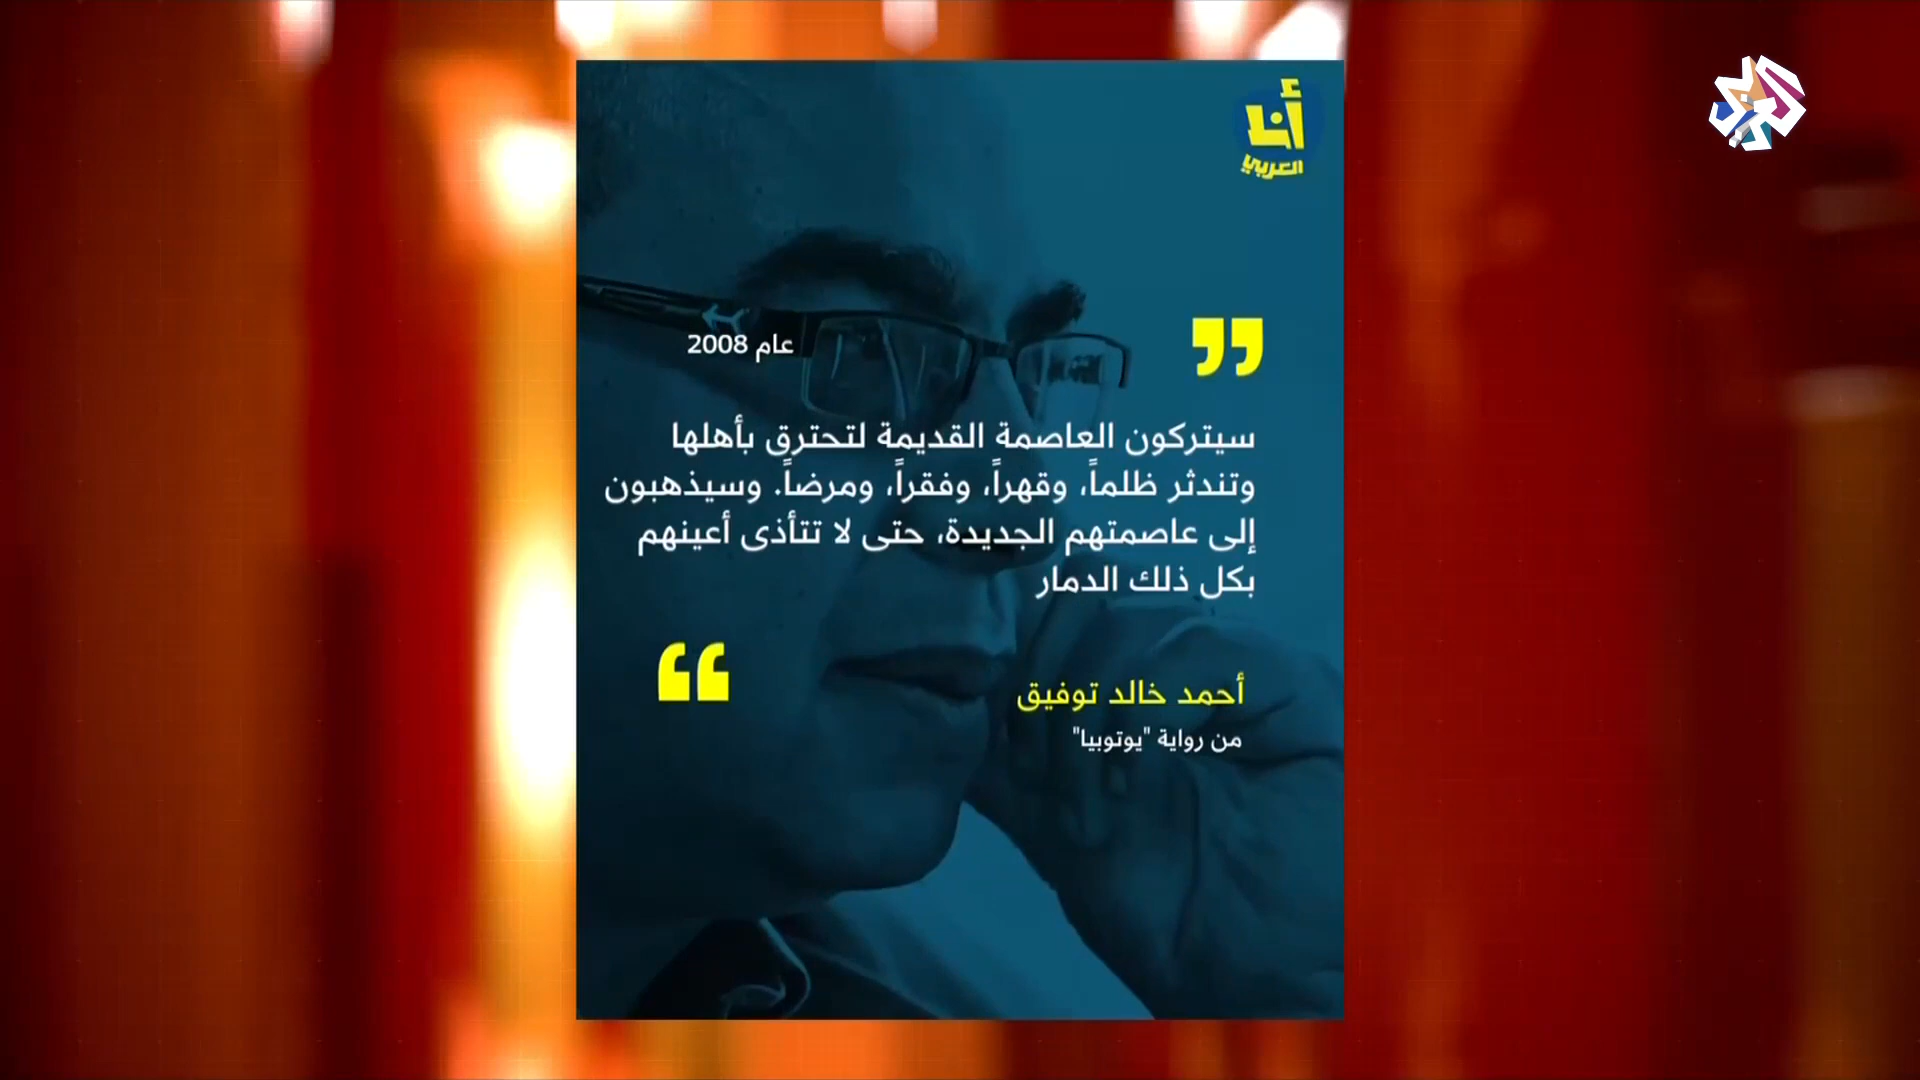 أنا
العربي
عام 2008
سيتركون العاصمة القديمة لتحترق بأهلها
وتندثر ظلماً، وقهراً، وفقراً، ومرضاً. وسيذهبون
إلى عاصمتهم الجديدة، حتى لا تتأذى أعينهم
بكل ذلك الدمار
أحمد خالد توفيق
من رواية "يوتوبيا"